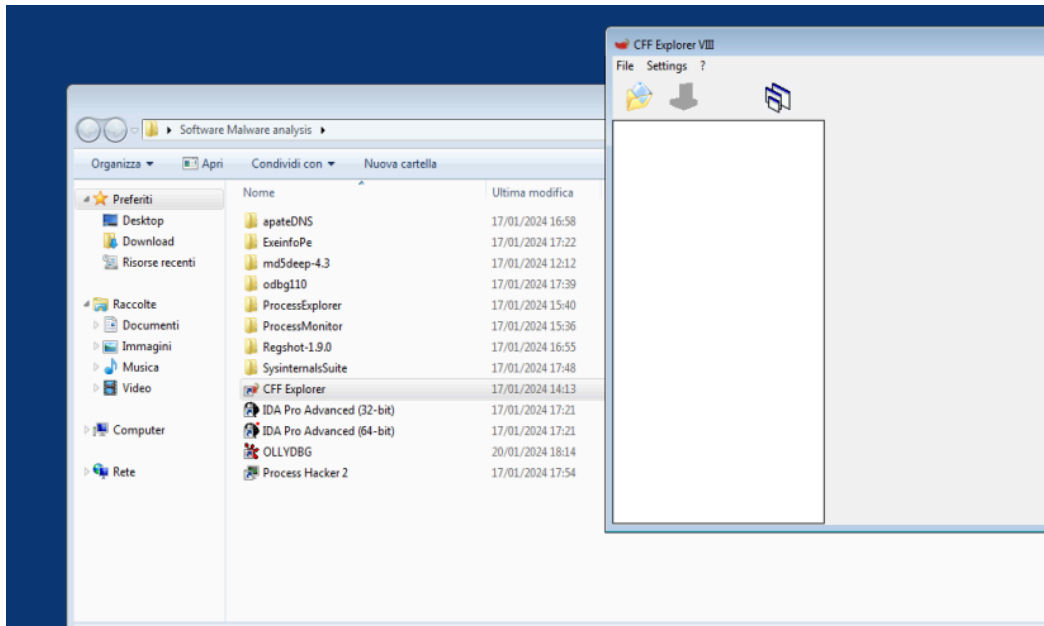 CFF Explorer VIII
File Settings ?
Software Malware analysis
Organizza Apri Condividi con Nuova cartella
Nome Ultima modifica
Preferiti
Desktop
Download
Risorse recenti
Raccolte
Documenti
Immagini
Musica
Video
Computer
Rete
apateDNS 17/01/2024 16:58
ExeinfoPe 17/01/2024 17:22
md5deep-4.3 17/01/2024 12:12
odbg110 17/01/2024 17:39
ProcessExplorer 17/01/2024 15:40
ProcessMonitor 17/01/2024 15:36
Regshot-1.9.0 17/01/2024 16:55
SysinternalsSuite 17/01/2024 17:48
CFF Explorer 17/01/2024 14:13
IDA Pro Advanced (32-bit) 17/01/2024 17:21
IDA Pro Advanced (64-bit) 17/01/2024 17:21
OLLYDBG 20/01/2024 18:14
Process Hacker 2 17/01/2024 17:54